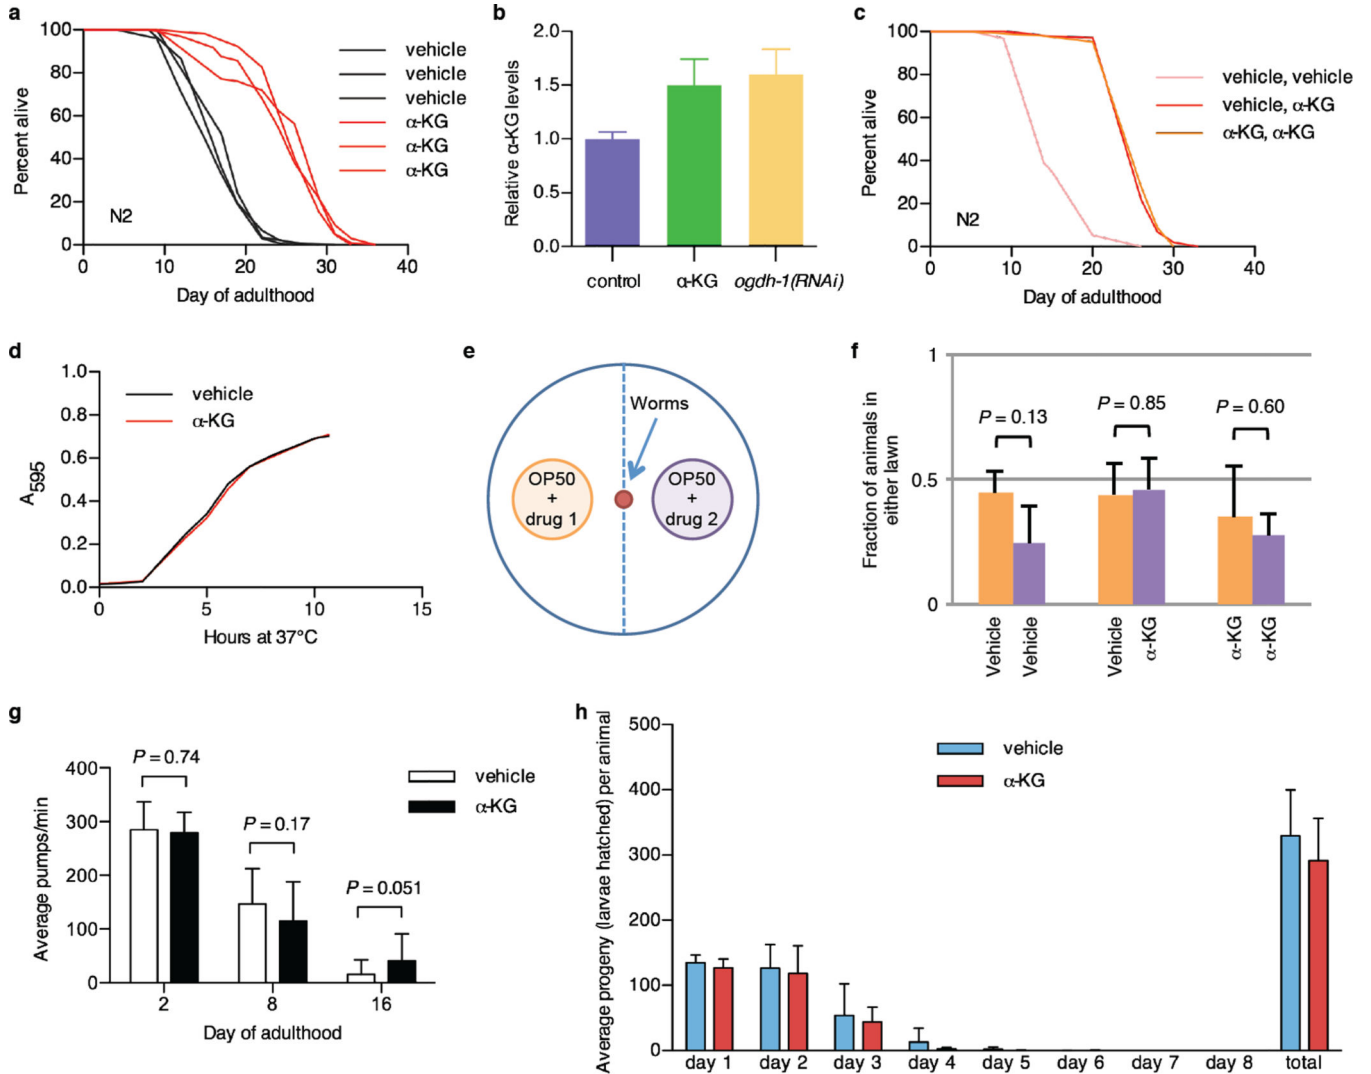 a
Percent alive
100
80
60
40
20
0
N2
0 10 20 30 40
Day of adulthood
vehicle
vehicle
vehicle
α-KG
α-KG
α-KG
b
Relative α-KG levels
2.0
1.5
1.0
0.5
0.0
control α-KG ogdh-1(RNAi)
c
Percent alive
100
80
60
40
20
0
N2
0 10 20 30 40
Day of adulthood
vehicle, vehicle
vehicle, α-KG
α-KG, α-KG
d
A595
1.0
0.8
0.6
0.4
0.2
0.0
vehicle
α-KG
0 5 10 15
Hours at 37°C
e
Worms
OP50
+
drug 1
OP50
+
drug 2
f
Fraction of animals in
either lawn
1
0.5
0
P = 0.13
P = 0.85
P = 0.60
Vehicle
Vehicle
Vehicle
α-KG
α-KG
α-KG
g
Average pumps/min
400
300
200
100
0
P = 0.74
P = 0.17
P = 0.051
vehicle
α-KG
2 8 16
Day of adulthood
h
Average progeny (larvae hatched) per animal
500
400
300
200
100
0
vehicle
α-KG
day 1 day 2 day 3 day 4 day 5 day 6 day 7 day 8 total